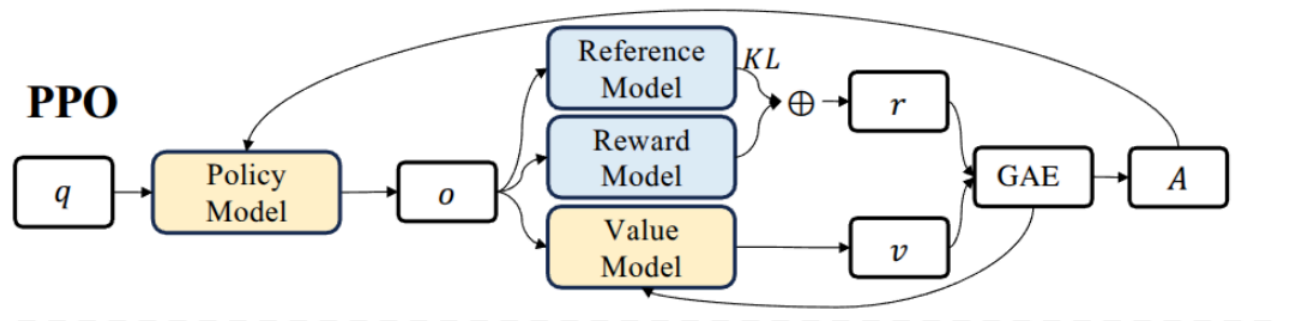 PPO
q
Policy
Model
o
Reference
Model
KL
Reward
Model
Value
Model
⊕
r
v
GAE
A